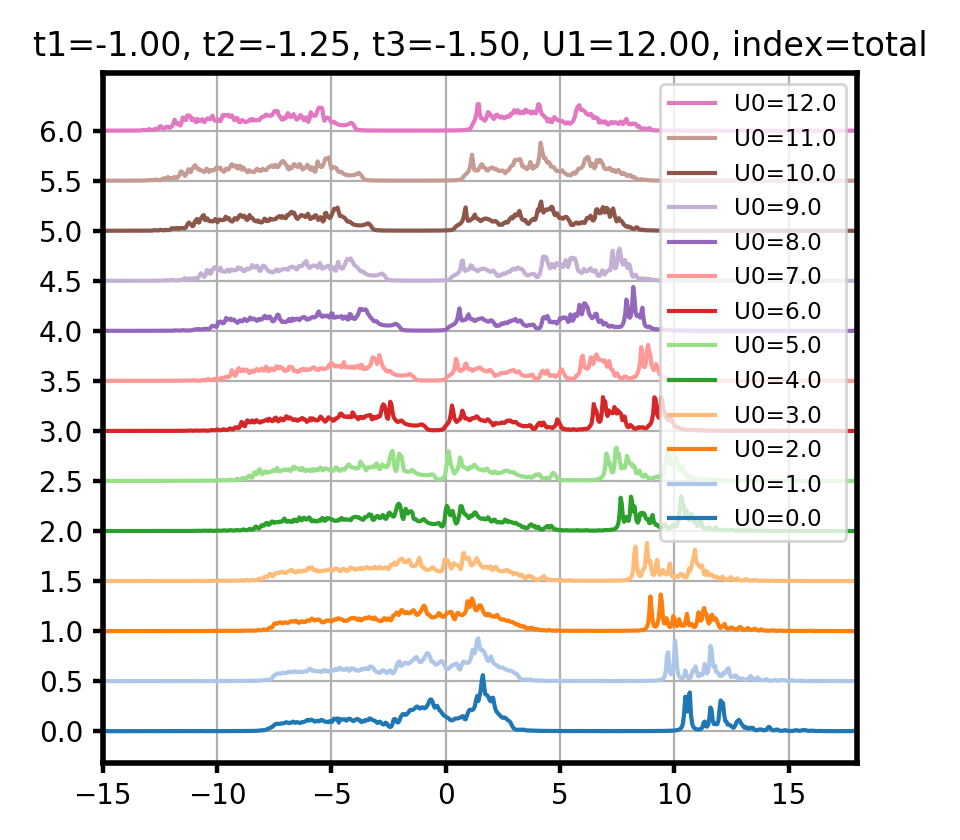 t1=-1.00, t2=-1.25, t3=-1.50, U1=12.00, index=total
6.0
5.5
5.0
4.5
4.0
3.5
3.0
2.5
2.0
1.5
1.0
0.5
0.0
U0=12.0
U0=11.0
U0=10.0
U0=9.0
U0=8.0
U0=7.0
U0=6.0
U0=5.0
U0=4.0
U0=3.0
U0=2.0
U0=1.0
U0=0.0
−15 −10 −5 0 5 10 15